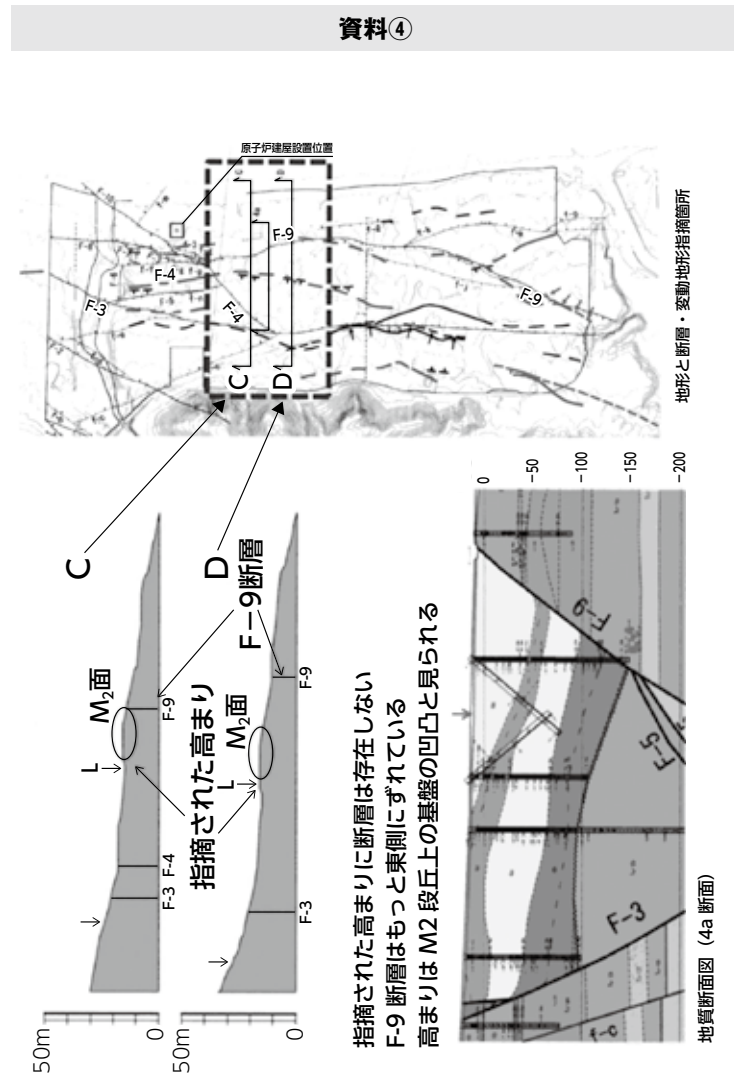 資料④
50m
0
L
M₂面
F-3
F-4
F-9
C
指摘された高まり
50m
0
L
M₂面
F-3
F-9
D
F−9断層
指摘された高まりに断層は存在しない
F-9 断層はもっと東側にずれている
高まりは M2 段丘上の基盤の凹凸と見られる
F-3
F-5
F-9
0
-50
-100
-150
-200
地質断面図（4a 断面）
原子炉建屋設置位置
F-3
F-4
F-4
F-9
F-9
C
D
C
4a
D
地形と断層・変動地形指摘箇所